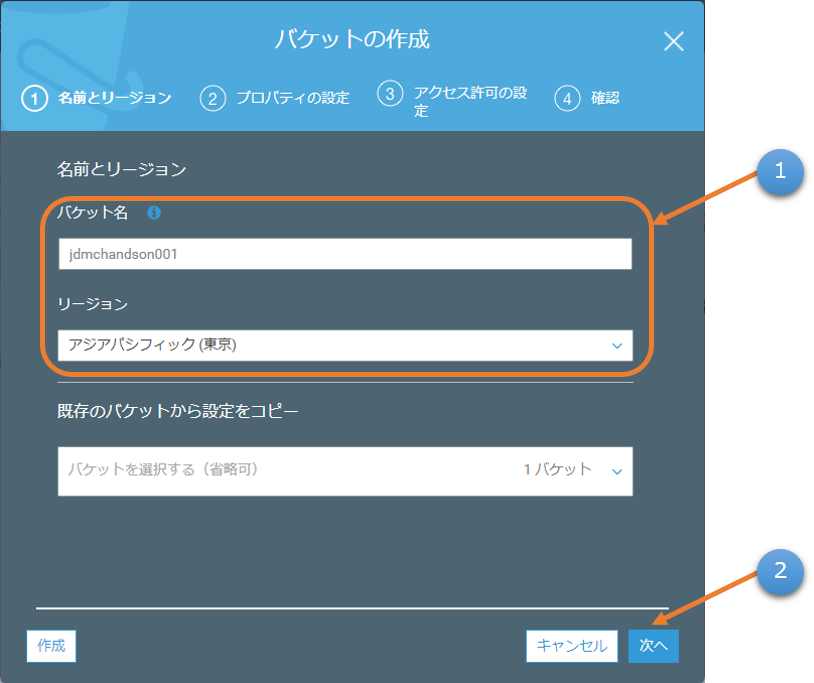 バケットの作成
1 名前とリージョン 2 プロパティの設定 3 アクセス許可の設
定 4 確認
名前とリージョン
1
バケット名 i
jdmchandson001
リージョン
アジアパシフィック (東京)
既存のバケットから設定をコピー
バケットを選択する（省略可） 1 バケット
2
作成 キャンセル 次へ